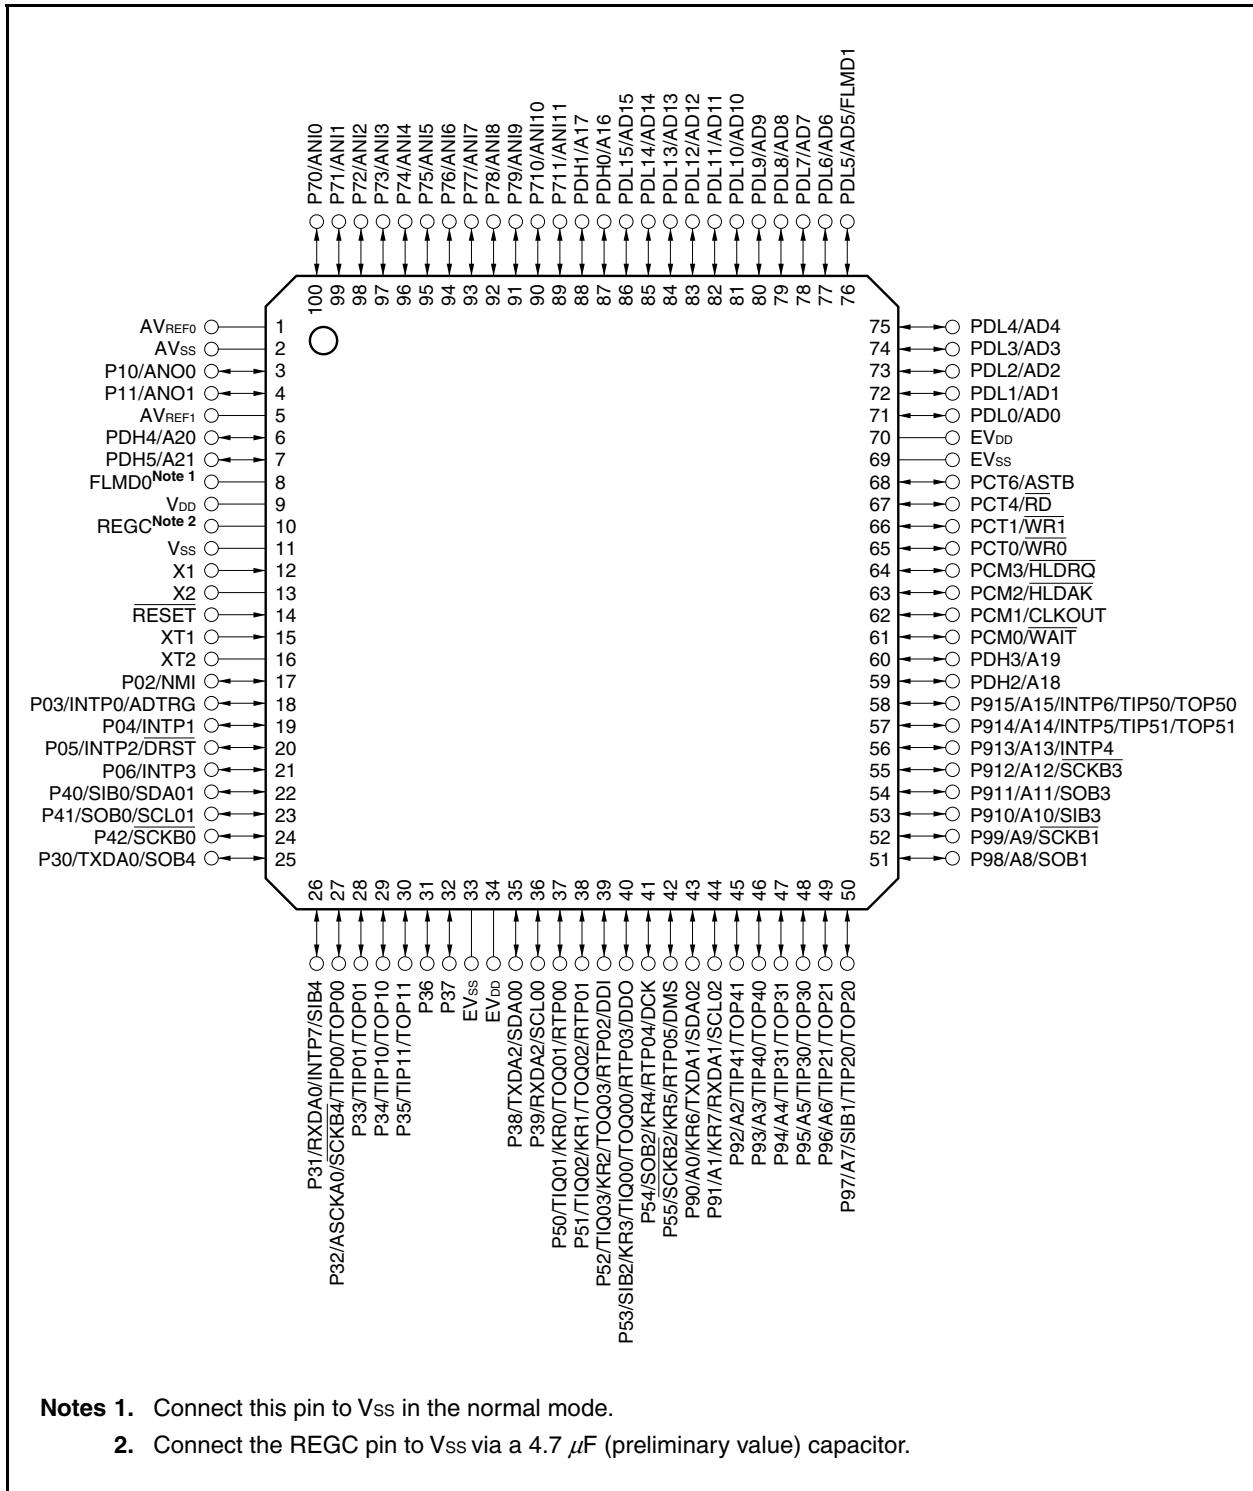 P70/ANI0
P71/ANI1
P72/ANI2
P73/ANI3
P74/ANI4
P75/ANI5
P76/ANI6
P77/ANI7
P78/ANI8
P79/ANI9
P710/ANI10
P711/ANI11
PDH1/A17
PDH0/A16
PDL15/AD15
PDL14/AD14
PDL13/AD13
PDL12/AD12
PDL11/AD11
PDL10/AD10
PDL9/AD9
PDL8/AD8
PDL7/AD7
PDL6/AD6
PDL5/AD5/FLMD1
100 99 98 97 96 95 94 93 92 91 90 89 88 87 86 85 84 83 82 81 80 79 78 77 76
AVREF0 1
AVSS 2
P10/ANO0 3
P11/ANO1 4
AVREF1 5
PDH4/A20 6
PDH5/A21 7
FLMD0Note 1 8
VDD 9
REGCNote 2 10
VSS 11
X1 12
X2 13
RESET 14
XT1 15
XT2 16
P02/NMI 17
P03/INTP0/ADTRG 18
P04/INTP1 19
P05/INTP2/DRST 20
P06/INTP3 21
P40/SIB0/SDA01 22
P41/SOB0/SCL01 23
P42/SCKB0 24
P30/TXDA0/SOB4 25
75 PDL4/AD4
74 PDL3/AD3
73 PDL2/AD2
72 PDL1/AD1
71 PDL0/AD0
70 EVDD
69 EVSS
68 PCT6/ASTB
67 PCT4/RD
66 PCT1/WR1
65 PCT0/WR0
64 PCM3/HLDRQ
63 PCM2/HLDAK
62 PCM1/CLKOUT
61 PCM0/WAIT
60 PDH3/A19
59 PDH2/A18
58 P915/A15/INTP6/TIP50/TOP50
57 P914/A14/INTP5/TIP51/TOP51
56 P913/A13/INTP4
55 P912/A12/SCKB3
54 P911/A11/SOB3
53 P910/A10/SIB3
52 P99/A9/SCKB1
51 P98/A8/SOB1
26 27 28 29 30 31 32 33 34 35 36 37 38 39 40 41 42 43 44 45 46 47 48 49 50
P31/RXDA0/INTP7/SIB4
P32/ASCKA0/SCKB4/TIP00/TOP00
P33/TIP01/TOP01
P34/TIP10/TOP10
P35/TIP11/TOP11
P36
P37
EVSS
EVDD
P38/TXDA2/SDA00
P39/RXDA2/SCL00
P50/TIQ01/KR0/TOQ01/RTP00
P51/TIQ02/KR1/TOQ02/RTP01
P52/TIQ03/KR2/TOQ03/RTP02/DDI
P53/SIB2/KR3/TIQ00/TOQ00/RTP03/DDO
P54/SOB2/KR4/RTP04/DCK
P55/SCKB2/KR5/RTP05/DMS
P90/A0/KR6/TXDA1/SDA02
P91/A1/KR7/RXDA1/SCL02
P92/A2/TIP41/TOP41
P93/A3/TIP40/TOP40
P94/A4/TIP31/TOP31
P95/A5/TIP30/TOP30
P96/A6/TIP21/TOP21
P97/A7/SIB1/TIP20/TOP20
Notes 1. Connect this pin to VSS in the normal mode.
2. Connect the REGC pin to VSS via a 4.7 μF (preliminary value) capacitor.